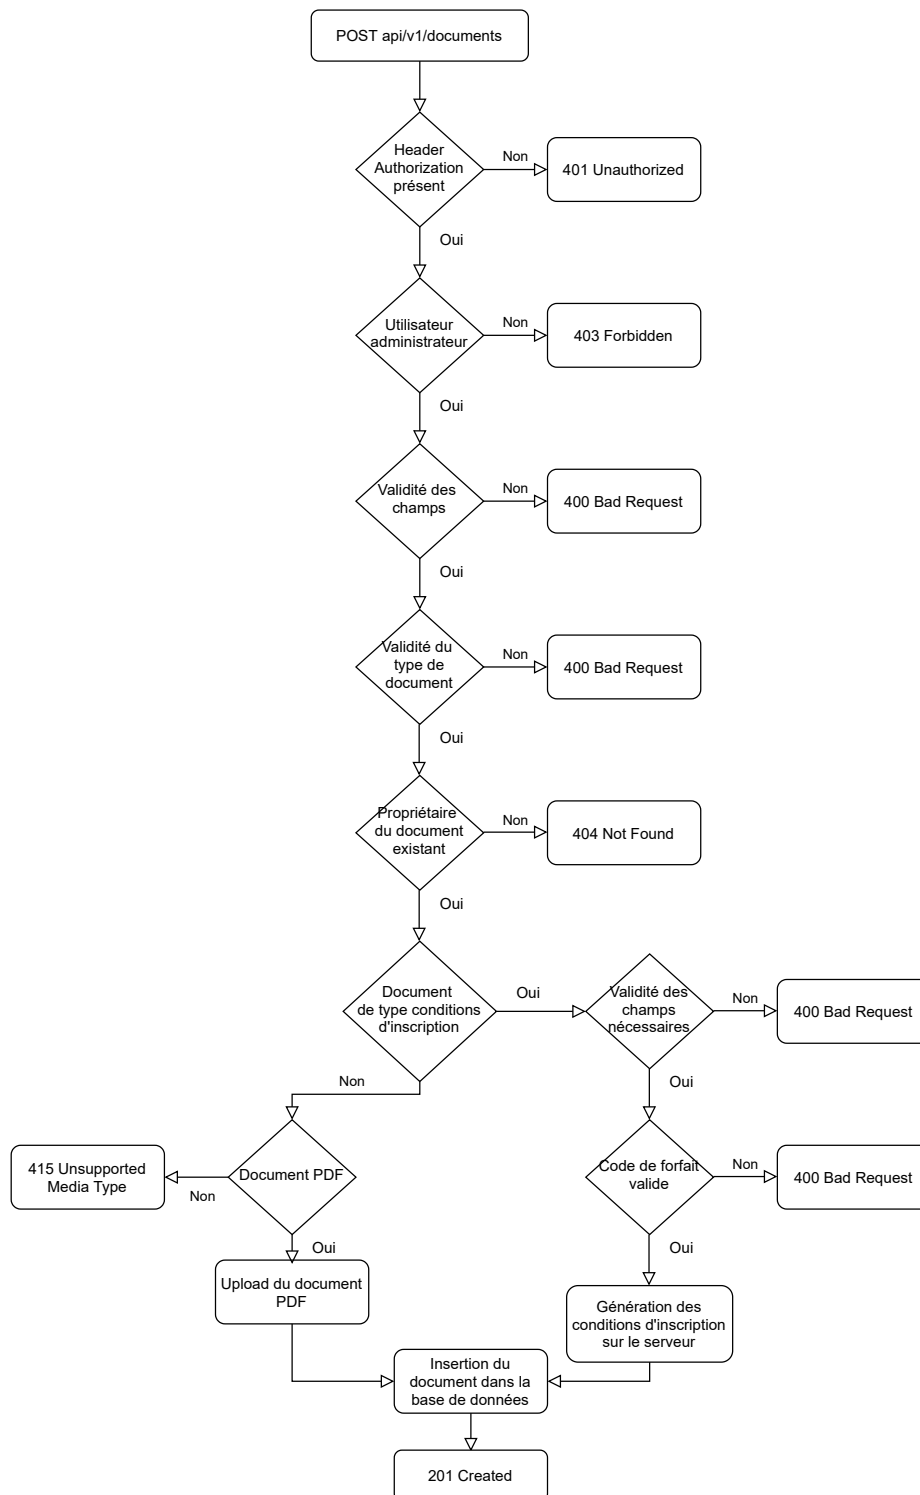 POST api/v1/documents
Header
Authorization
présent
Non
401 Unauthorized
Oui
Utilisateur
administrateur
Non
403 Forbidden
Oui
Validité des
champs
Non
400 Bad Request
Oui
Validité du
type de
document
Non
400 Bad Request
Oui
Propriétaire
du document
existant
Non
404 Not Found
Oui
Document
de type conditions
d'inscription
Oui
Validité des
champs
nécessaires
Non
400 Bad Request
Non
Oui
415 Unsupported
Media Type
Non
Document PDF
Code de forfait
valide
Non
400 Bad Request
Oui
Oui
Upload du document
PDF
Génération des
conditions d'inscription
sur le serveur
Insertion du
document dans la
base de données
201 Created